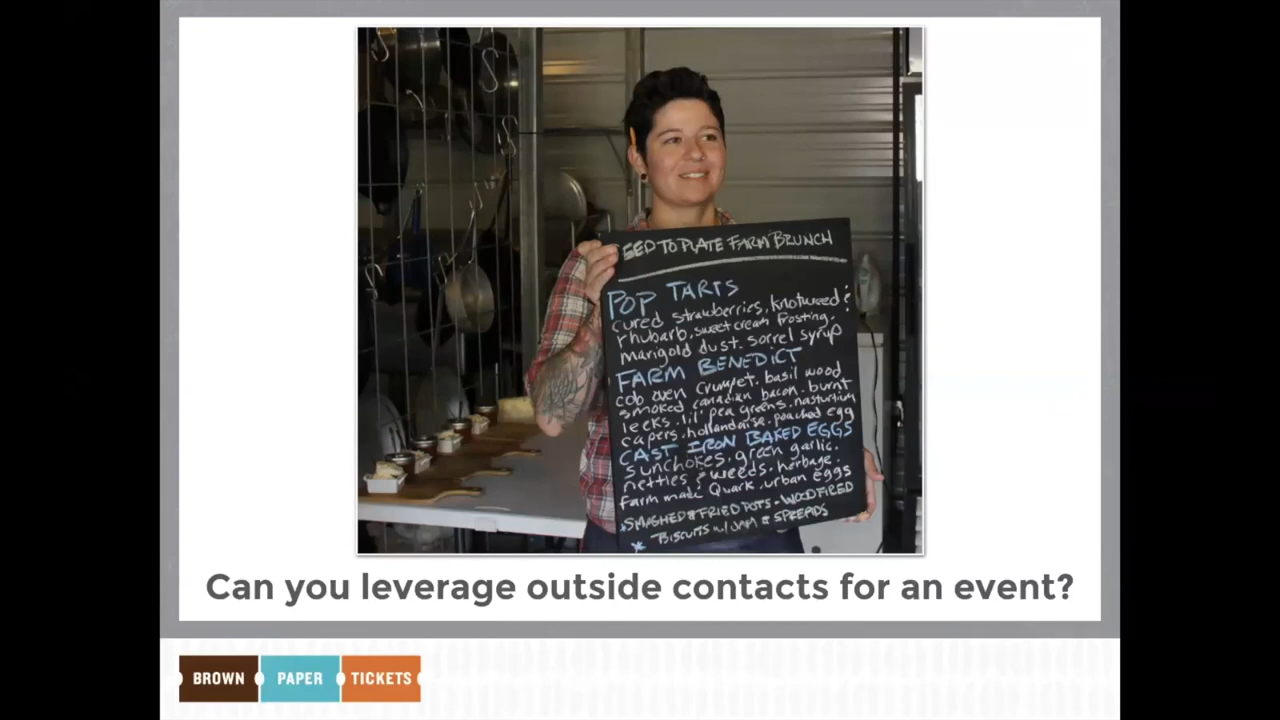 EED TO PLATE FARM BRUNCH
POP TARTS
cured strawberries, knotweed &
rhubarb, sweet cream frosting.
marigold dust. sorrel syrup
FARM BENEDICT
cob oven crumpet. basil wood
smoked canadian bacon. burnt
leeks. lil' pea greens. nasturtium
capers. hollandaise. poached egg
CAST IRON BAKED EGGS
sunchokes. green garlic.
nettles & weeds. herbage.
farm made Quark. urban eggs
*SMASHED & FRIED POTS - WOOD FIRED
* BISCUITS w/ JAM & SPREADS
Can you leverage outside contacts for an event?
BROWN PAPER TICKETS